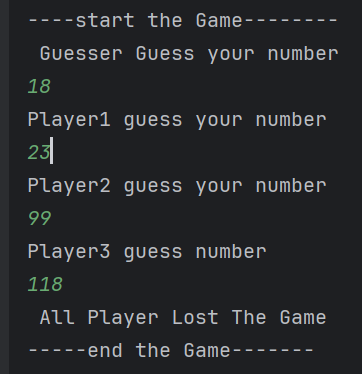 ----start the Game--------
Guesser Guess your number
18
Player1 guess your number
23
Player2 guess your number
99
Player3 guess number
118
All Player Lost The Game
-----end the Game-------